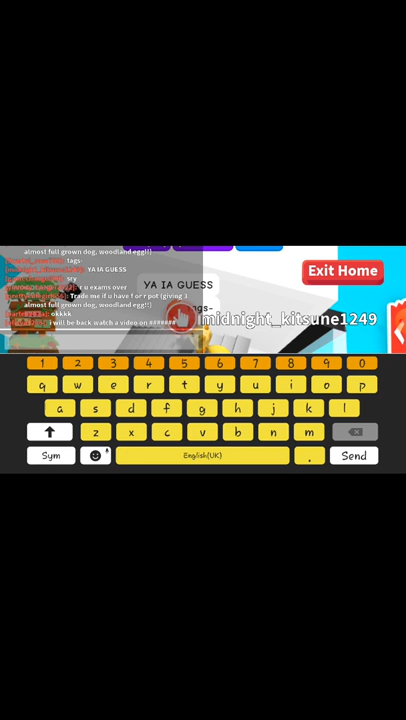 almost full grown dog, woodland egg!!)
tags-
YA IA GUESS
sry
r u exams over
Trade me if u have f r pot (giving 3
almost full grown dog, woodland egg!!)
okkkk
i will be back watch a video on #######
YA IA GUESS
midnight_kitsune1249
Exit Home
1 2 3 4 5 6 7 8 9 0
q w e r t y u i o p
a s d f g h j k l
z x c v b n m
Sym English(UK) . Send